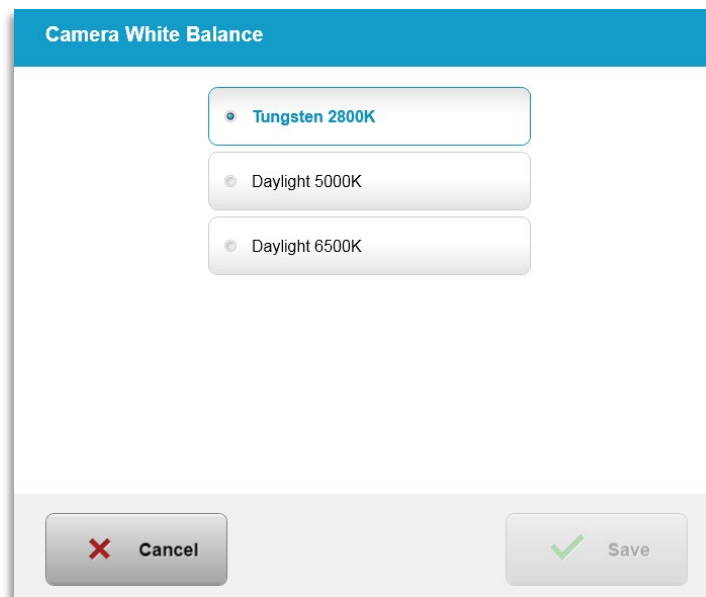 Camera White Balance
Tungsten 2800K
Daylight 5000K
Daylight 6500K
Cancel
Save